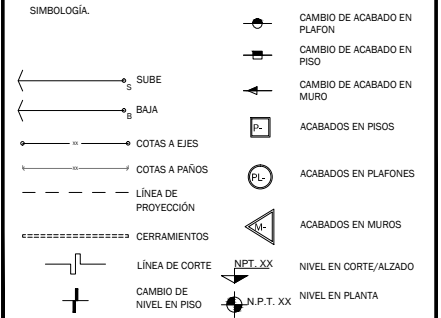 SIMBOLOGÍA.
S SUBE
B BAJA
xx COTAS A EJES
xx COTAS A PAÑOS
LÍNEA DE
PROYECCIÓN
CERRAMIENTOS
LÍNEA DE CORTE
CAMBIO DE
NIVEL EN PISO
CAMBIO DE ACABADO EN
PLAFON
CAMBIO DE ACABADO EN
PISO
CAMBIO DE ACABADO EN
MURO
P- ACABADOS EN PISOS
PL- ACABADOS EN PLAFONES
M- ACABADOS EN MUROS
NPT. XX NIVEL EN CORTE/ALZADO
N.P.T. XX NIVEL EN PLANTA